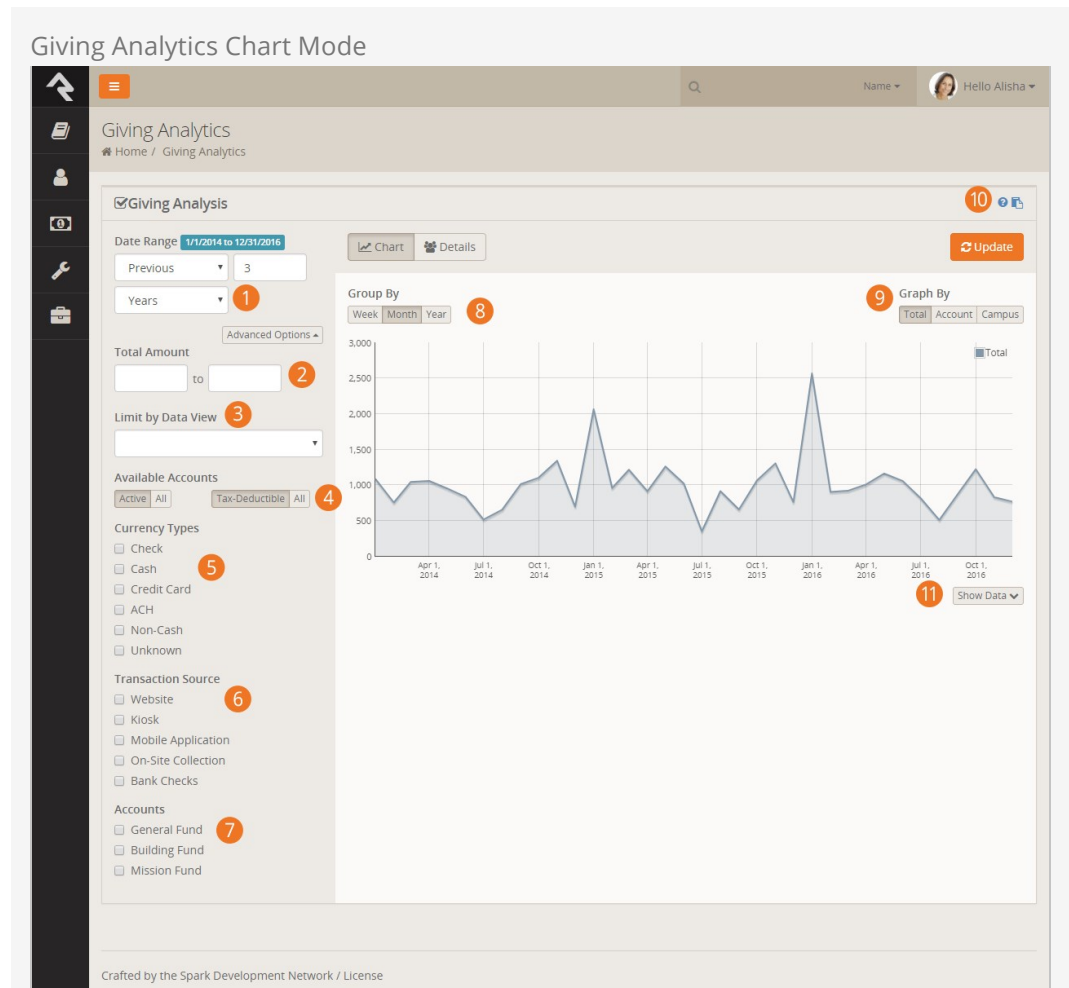 Giving Analytics Chart Mode
Name
Hello Alisha
Giving Analytics
Home / Giving Analytics
Giving Analysis
10
Date Range 1/1/2014 to 12/31/2016
Previous 3
Years 1
Advanced Options
Total Amount
to 2
Limit by Data View 3
Available Accounts
Active All Tax-Deductible All 4
Currency Types
Check
Cash 5
Credit Card
ACH
Non-Cash
Unknown
Transaction Source
Website 6
Kiosk
Mobile Application
On-Site Collection
Bank Checks
Accounts
General Fund 7
Building Fund
Mission Fund
Chart Details Update
Group By
Week Month Year 8
9 Graph By
Total Account Campus
Total
3,000
2,500
2,000
1,500
1,000
500
0
Apr 1, Jul 1, Oct 1, Jan 1, Apr 1, Jul 1, Oct 1, Jan 1, Apr 1, Jul 1, Oct 1,
2014 2014 2014 2015 2015 2015 2015 2016 2016 2016 2016
11 Show Data
Crafted by the Spark Development Network / License